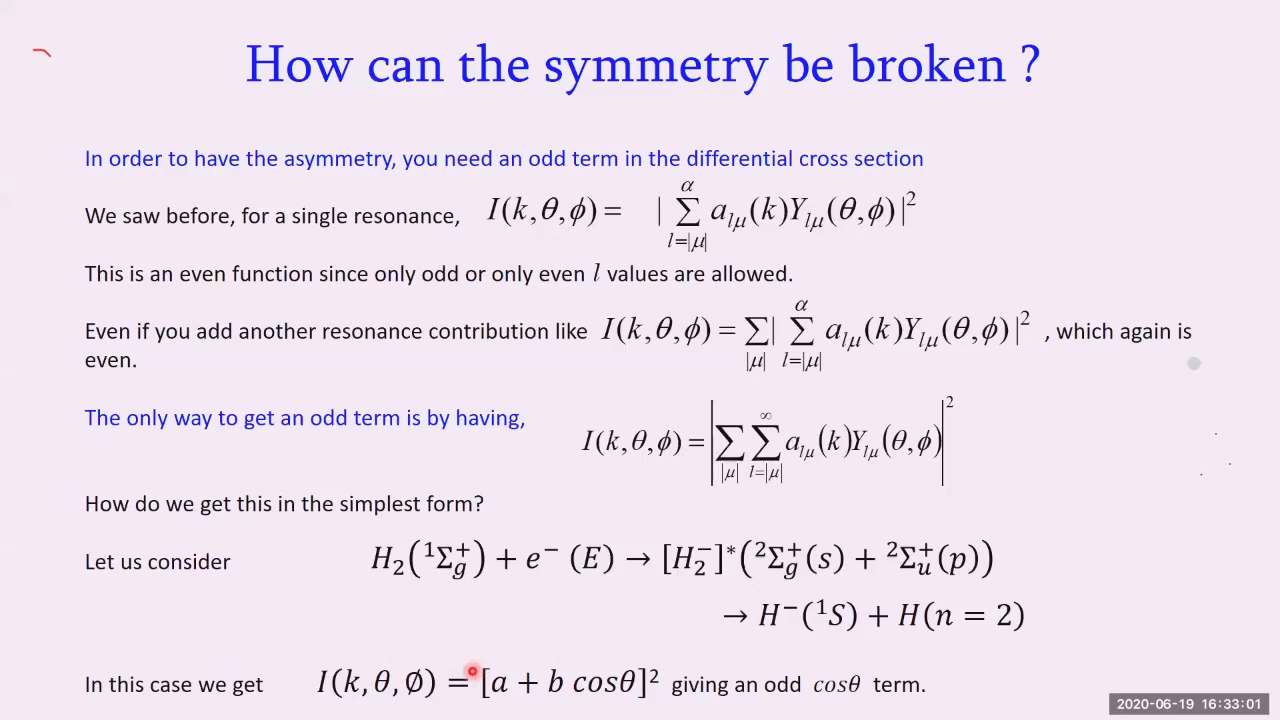 How can the symmetry be broken ?
In order to have the asymmetry, you need an odd term in the differential cross section
We saw before, for a single resonance, I(k,θ,ϕ) = |∑_{l=|μ|}^{α} a_{lμ}(k)Y_{lμ}(θ,ϕ)|²
This is an even function since only odd or only even l values are allowed.
Even if you add another resonance contribution like I(k,θ,ϕ) = ∑_{|μ|} |∑_{l=|μ|}^{α} a_{lμ}(k)Y_{lμ}(θ,ϕ)|² , which again is
even.
The only way to get an odd term is by having, I(k,θ,ϕ) = |∑_{|μ|} ∑_{l=|μ|}^{∞} a_{lμ}(k)Y_{lμ}(θ,ϕ)|²
How do we get this in the simplest form?
Let us consider H₂(¹Σ_g^+) + e⁻ (E) → [H₂⁻]*(²Σ_g^+(s) + ²Σ_u^+(p))
→ H⁻(¹S) + H(n = 2)
In this case we get I(k, θ, Ø) = [a + b cosθ]² giving an odd cosθ term.
2020-06-19 16:33:01